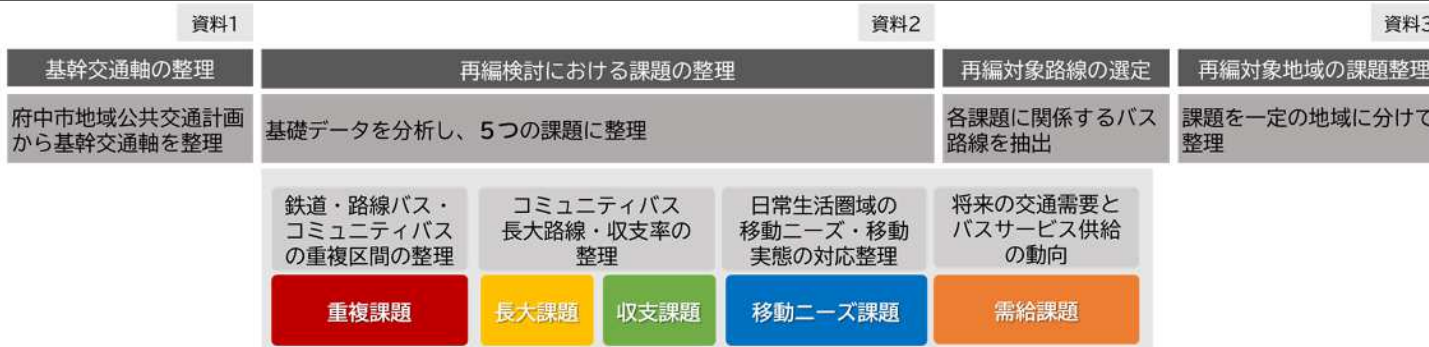 資料1
資料2
資料3
基幹交通軸の整理
再編検討における課題の整理
再編対象路線の選定
再編対象地域の課題整理
府中市地域公共交通計画
から基幹交通軸を整理
基礎データを分析し、5つの課題に整理
各課題に関係するバス
路線を抽出
課題を一定の地域に分けて
整理
鉄道・路線バス・
コミュニティバス
の重複区間の整理
コミュニティバス
長大路線・収支率の
整理
日常生活圏域の
移動ニーズ・移動
実態の対応整理
将来の交通需要と
バスサービス供給
の動向
重複課題
長大課題
収支課題
移動ニーズ課題
需給課題